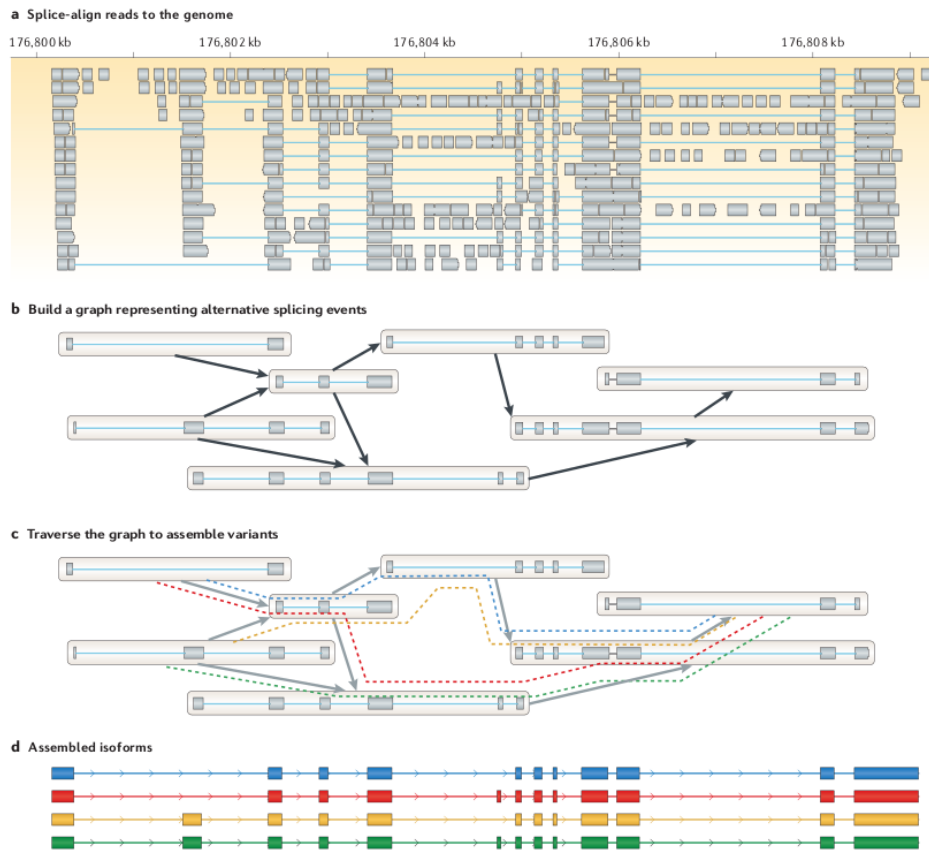 a Splice-align reads to the genome
176,800 kb 176,802 kb 176,804 kb 176,806 kb 176,808 kb
b Build a graph representing alternative splicing events
c Traverse the graph to assemble variants
d Assembled isoforms